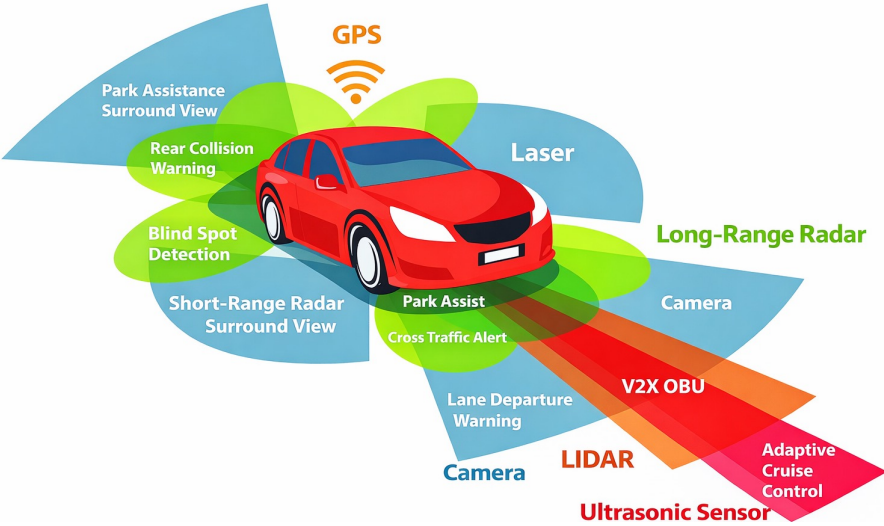 GPS
Park Assistance
Surround View
Rear Collision
Warning
Laser
Blind Spot
Detection
Long-Range Radar
Short-Range Radar
Surround View
Park Assist
Camera
Cross Traffic Alert
V2X OBU
Lane Departure
Warning
LIDAR
Camera
Adaptive
Cruise
Control
Ultrasonic Sensor